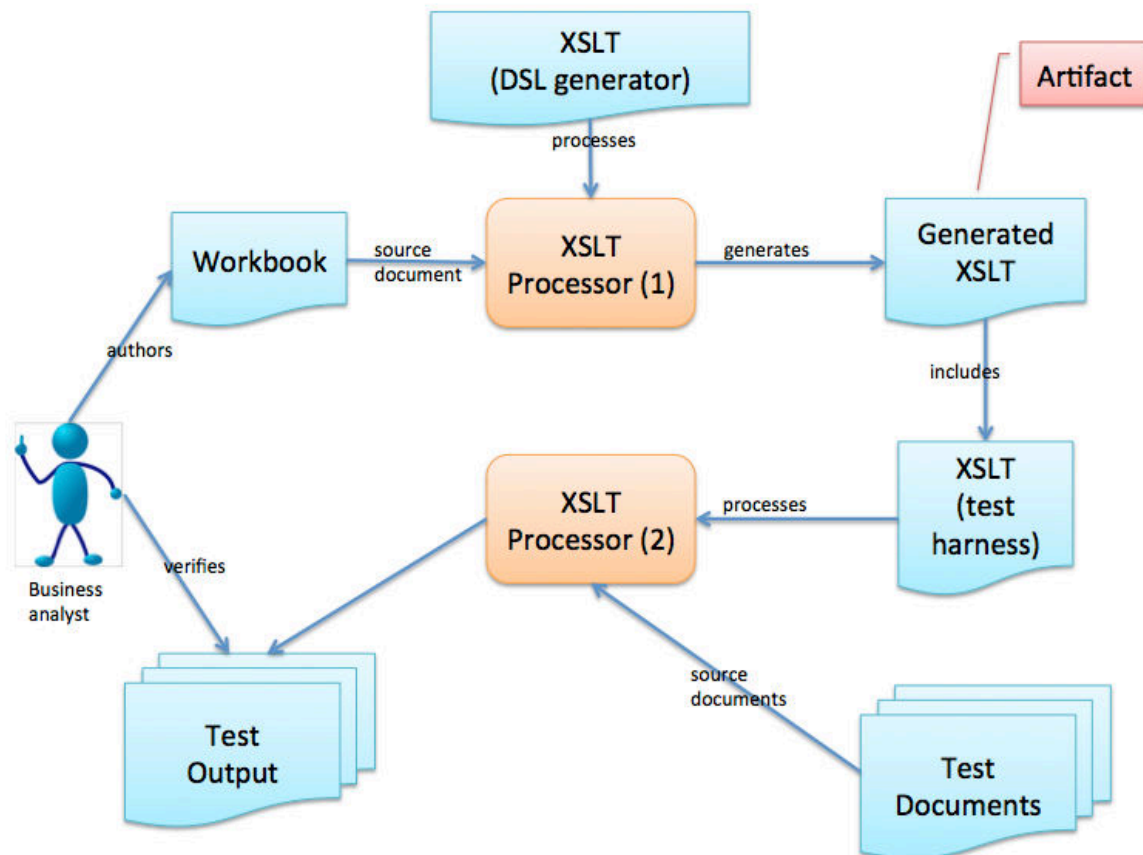 XSLT
(DSL generator)
Artifact
processes
Workbook
source
document
XSLT
Processor (1)
generates
Generated
XSLT
authors
includes
Business
analyst
verifies
XSLT
Processor (2)
processes
XSLT
(test
harness)
source
documents
Test
Output
Test
Documents